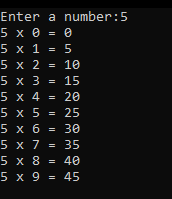 Enter a number:5
5 x 0 = 0
5 x 1 = 5
5 x 2 = 10
5 x 3 = 15
5 x 4 = 20
5 x 5 = 25
5 x 6 = 30
5 x 7 = 35
5 x 8 = 40
5 x 9 = 45